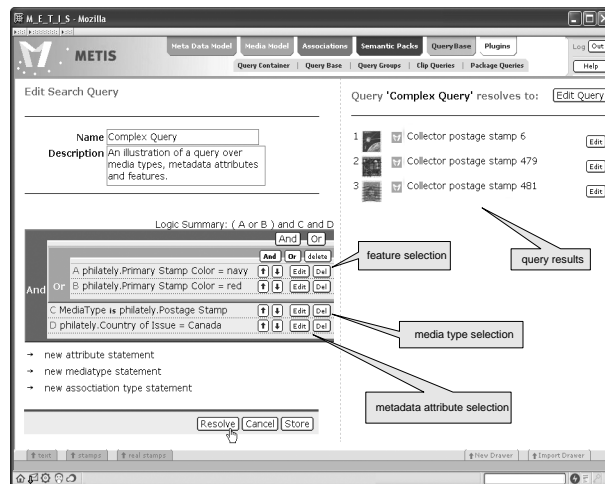 M_E_T_I_S - Mozilla
METIS
Meta Data Model Media Model Associations Semantic Packs QueryBase Plugins
Log Out
Query Container | Query Base | Query Groups | Clip Queries | Package Queries
Help
Edit Search Query
Name Complex Query
Description An illustration of a query over
media types, metadata attributes
and features.
Logic Summary: ( A or B ) and C and D
And Or
And Or delete
And
Or
A philately.Primary Stamp Color = navy Edit Del
B philately.Primary Stamp Color = red Edit Del
C MediaType is philately.Postage Stamp Edit Del
D philately.Country of Issue = Canada Edit Del
→ new attribute statement
→ new mediatype statement
→ new assoctiation type statement
Resolve Cancel Store
Query 'Complex Query' resolves to: Edit Query
1 Collector postage stamp 6 Edit
2 Collector postage stamp 479 Edit
3 Collector postage stamp 481 Edit
feature selection
query results
media type selection
metadata attribute selection
text stamps real stamps
New Drawer Import Drawer